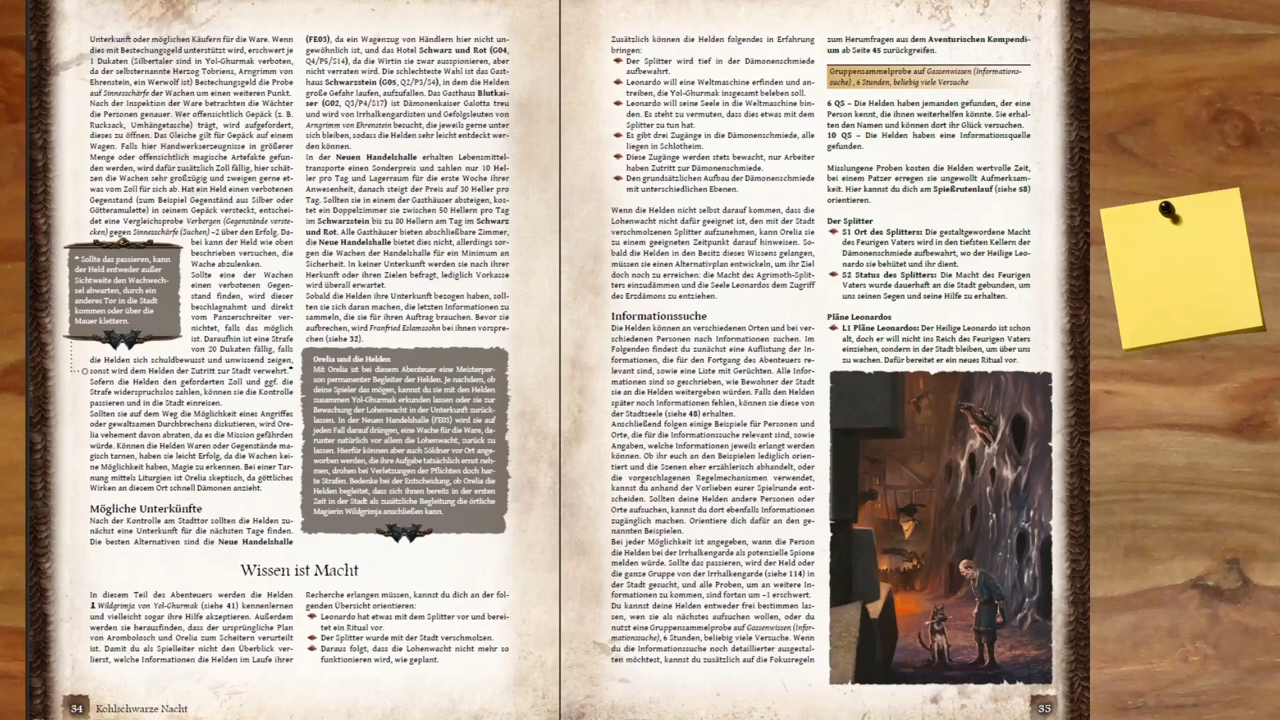 Unterkunft oder möglichen Käufern für die Ware. Wenn
dies mit Bestechungsgeld unterstützt wird, erschwert je
1 Dukaten (Silbertaler sind in Yol-Ghurmak verboten,
da der selbsternannte Herzog Tobriens, Arngrimm von
Ehrenstein, ein Werwolf ist) Bestechungsgeld die Probe
auf Sinnesschärfe der Wachen um einen weiteren Punkt.
Nach der Inspektion der Ware betrachten die Wächter
die Personen genauer. Wer offensichtlich Gepäck (z. B.
Rucksack, Umhängetasche) trägt, wird aufgefordert,
dieses zu öffnen. Das Gleiche gilt für Gepäck auf einem
Wagen. Falls hier Handwerkserzeugnisse in größerer
Menge oder offensichtlich magische Artefakte gefun-
den werden, wird dafür zusätzlich Zoll fällig, hier schät-
zen die Wachen sehr großzügig und zweigen gerne et-
was vom Zoll für sich ab. Hat ein Held einen verbotenen
Gegenstand (zum Beispiel Gegenständ aus Silber oder
Götteramulette) in seinem Gepäck versteckt, entschei-
det eine Vergleichsprobe Verbergen (Gegenstände verste-
cken) gegen Sinnesschärfe (Suchen) –2 über den Erfolg. Da-
bei kann der Held wie oben
beschrieben versuchen, die
Wache abzulenken.
Sollte eine der Wachen
einen verbotenen Gegen-
stand finden, wird dieser
beschlagnahmt und direkt
vom Panzerschreiter ver-
nichtet, falls das möglich
ist. Daraufhin ist eine Strafe
von 20 Dukaten fällig, falls
die Helden sich schuldbewusst und unwissend zeigen,
sonst wird dem Helden der Zutritt zur Stadt verwehrt.*
Sofern die Helden den geforderten Zoll und ggf. die
Strafe widerspruchslos zahlen, können sie die Kontrolle
passieren und in die Stadt einreisen.
Sollten sie auf dem Weg die Möglichkeit eines Angriffes
oder gewaltsamen Durchbrechens diskutieren, wird Ore-
lia vehement davon abraten, da es die Mission gefährden
würde. Können die Helden Waren oder Gegenstände ma-
gisch tarnen, haben sie leicht Erfolg, da die Wachen kei-
ne Möglichkeit haben, Magie zu erkennen. Bei einer Tar-
nung mittels Liturgien ist Orelia skeptisch, da göttliches
Wirken an diesem Ort schnell Dämonen anzieht.
* Sollte das passieren, kann
der Held entweder außer
Sichtweite den Wachwech-
sel abwarten, durch ein
anderes Tor in die Stadt
kommen oder über die
Mauer klettern.
Mögliche Unterkünfte
Nach der Kontrolle am Stadttor sollten die Helden zu-
nächst eine Unterkunft für die nächsten Tage finden.
Die besten Alternativen sind die Neue Handelshalle
(FE03), da ein Wagenzug von Händlern hier nicht un-
gewöhnlich ist, und das Hotel Schwarz und Rot (G04,
Q4/P5/S14), da die Wirtin sie zwar ausspionieren, aber
nicht verraten wird. Die schlechteste Wahl ist das Gast-
haus Schwarzstein (G05, Q2/P3/S4), in dem die Helden
große Gefahr laufen, aufzufallen. Das Gasthaus Blutkai-
ser (G02, Q3/P4/S17) ist Dämonenkaiser Galotta treu
und wird von Irrhalkengardisten und Gefolgsleuten von
Arngrimm von Ehrenstein besucht, die jeweils gerne unter
sich bleiben, sodass die Helden sehr leicht entdeckt wer-
den können.
In der Neuen Handelshalle erhalten Lebensmittel-
transporte einen Sonderpreis und zahlen nur 10 Hel-
ler pro Tag und Lagerraum für die erste Woche ihrer
Anwesenheit, danach steigt der Preis auf 30 Heller pro
Tag. Sollten sie in einem der Gasthäuser absteigen, kos-
tet ein Doppelzimmer sie zwischen 50 Hellern pro Tag
im Schwarzstein bis zu 80 Hellern am Tag im Schwarz
und Rot. Alle Gasthäuser bieten abschließbare Zimmer,
die Neue Handelshalle bietet dies nicht, allerdings sor-
gen die Wachen der Handelshalle für ein Minimum an
Sicherheit. In keiner Unterkunft werden sie nach ihrer
Herkunft oder ihren Zielen befragt, lediglich Vorkasse
wird überall erwartet.
Sobald die Helden ihre Unterkunft bezogen haben, soll-
ten sie sich daran machen, die letzten Informationen zu
sammeln, die sie für ihren Auftrag brauchen. Bevor sie
aufbrechen, wird Franfried Eslamssohn bei ihnen vorspre-
chen (siehe 32).
Orelia und die Helden
Mit Orelia ist bei diesem Abenteuer eine Meisterper-
son permanenter Begleiter der Helden. Je nachdem, ob
deine Spieler das mögen, kannst du sie mit den Helden
zusammen Yol-Ghurmak erkunden lassen oder sie zur
Bewachung der Lohenwacht in der Unterkunft zurück-
lassen. In der Neuen Handelshalle (FE03) wird sie auf
jeden Fall darauf drängen, eine Wache für die Ware, da-
runter natürlich vor allem die Lohenwacht, zurück zu
lassen. Hierfür können aber auch Söldner vor Ort ange-
worben werden, die ihre Aufgabe tatsächlich ernst neh-
men, drohen bei Verletzungen der Pflichten doch har-
te Strafen. Bedenke bei der Entscheidung, ob Orelia die
Helden begleitet, dass sich ihnen bereits in der ersten
Zeit in der Stadt als zusätzliche Begleitung die örtliche
Magierin Wildgrimja anschließen kann.
Wissen ist Macht
In diesem Teil des Abenteuers werden die Helden
Wildgrimja von Yol-Ghurmak (siehe 41) kennenlernen
und vielleicht sogar ihre Hilfe akzeptieren. Außerdem
werden sie herausfinden, dass der ursprüngliche Plan
von Arombolosch und Orelia zum Scheitern verurteilt
ist. Damit du als Spielleiter nicht den Überblick ver-
lierst, welche Informationen die Helden im Laufe ihrer
Recherche erlangen müssen, kannst du dich an der fol-
genden Übersicht orientieren:
Leonardo hat etwas mit dem Splitter vor und berei-
tet ein Ritual vor.
Der Splitter wurde mit der Stadt verschmolzen.
Daraus folgt, dass die Lohenwacht nicht mehr so
funktionieren wird, wie geplant.
34 Kohlschwarze Nacht
Zusätzlich können die Helden folgendes in Erfahrung
bringen:
Der Splitter wird tief in der Dämonenschmiede
aufbewahrt.
Leonardo will eine Weltmaschine erfinden und an-
treiben, die Yol-Ghurmak insgesamt beleben soll.
Leonardo will seine Seele in die Weltmaschine bin-
den. Es steht zu vermuten, dass dies etwas mit dem
Splitter zu tun hat.
Es gibt drei Zugänge in die Dämonenschmiede, alle
liegen in Schlotheim.
Diese Zugänge werden stets bewacht, nur Arbeiter
haben Zutritt zur Dämonenschmiede.
Den grundsätzlichen Aufbau der Dämonenschmiede
mit unterschiedlichen Ebenen.
Wenn die Helden nicht selbst darauf kommen, dass die
Lohenwacht nicht dafür geeignet ist, den mit der Stadt
verschmolzenen Splitter aufzunehmen, kann Orelia sie
zu einem geeigneten Zeitpunkt darauf hinweisen. So-
bald die Helden in den Besitz dieses Wissens gelangen,
müssen sie einen Alternativplan entwickeln, um ihr Ziel
doch noch zu erreichen: die Macht des Agrimoth-Split-
ters einzudämmen und die Seele Leonardos dem Zugriff
des Erzdämons zu entziehen.
Informationssuche
Die Helden können an verschiedenen Orten und bei ver-
schiedenen Personen nach Informationen suchen. Im
Folgenden findest du zunächst eine Auflistung der In-
formationen, die für den Fortgang des Abenteuers re-
levant sind, sowie eine Liste mit Gerüchten. Alle Infor-
mationen sind so geschrieben, wie Bewohner der Stadt
sie an die Helden weitergeben würden. Falls den Helden
später noch Informationen fehlen, können sie diese von
der Stadtseele (siehe 48) erhalten.
Anschließend folgen einige Beispiele für Personen und
Orte, die für die Informationssuche relevant sind, sowie
Angaben, welche Informationen jeweils erlangt werden
können. Ob ihr euch an den Beispielen lediglich orien-
tiert und die Szenen eher erzählerisch abhandelt, oder
die vorgeschlagenen Regelmechanismen verwendet,
kannst du anhand der Vorlieben eurer Spielrunde ent-
scheiden. Sollten deine Helden andere Personen oder
Orte aufsuchen, kannst du dort ebenfalls Informationen
zugänglich machen. Orientiere dich dafür an den ge-
nannten Beispielen.
Bei jeder Möglichkeit ist angegeben, wann die Person
die Helden bei der Irrhalkengarde als potenzielle Spione
melden würde. Sollte das passieren, wird der Held oder
die ganze Gruppe von der Irrhalkengarde (siehe 114) in
der Stadt gesucht, und alle Proben, um an weitere In-
formationen zu kommen, sind fortan um –1 erschwert.
Du kannst deine Helden entweder frei bestimmen las-
sen, wen sie als nächstes aufsuchen wollen, oder du
nutzt eine Gruppensammelprobe auf Gassenwissen (Infor-
mationssuche), 6 Stunden, beliebig viele Versuche. Wenn
du die Informationssuche noch detaillierter ausgestal-
ten möchtest, kannst du zusätzlich auf die Fokusregeln
zum Herumfragen aus dem Aventurischen Kompendi-
um ab Seite 45 zurückgreifen.
Gruppensammelprobe auf Gassenwissen (Informations-
suche) , 6 Stunden, beliebig viele Versuche
6 QS – Die Helden haben jemanden gefunden, der eine
Person kennt, die ihnen weiterhelfen könnte. Sie erhal-
ten den Namen und können dort ihr Glück versuchen.
10 QS – Die Helden haben eine Informationsquelle
gefunden.
Misslungene Proben kosten die Helden wertvolle Zeit,
bei einem Patzer erregen sie ungewollt Aufmerksam-
keit. Hier kannst du dich am Spießrutenlauf (siehe 58)
orientieren.
Der Splitter
S1 Ort des Splitters: Die gestaltgewordene Macht
des Feurigen Vaters wird in den tiefsten Kellern der
Dämonenschmiede aufbewahrt, wo der Heilige Leo-
nardo sie behütet und ihr dient.
S2 Status des Splitters: Die Macht des Feurigen
Vaters wurde dauerhaft an die Stadt gebunden, um
uns seinen Segen und seine Hilfe zu erhalten.
Pläne Leonardos
L1 Pläne Leonardos: Der Heilige Leonardo ist schon
alt, doch er will nicht ins Reich des Feurigen Vaters
einziehen, sondern in der Stadt bleiben, um über uns
zu wachen. Dafür bereitet er ein neues Ritual vor.
35